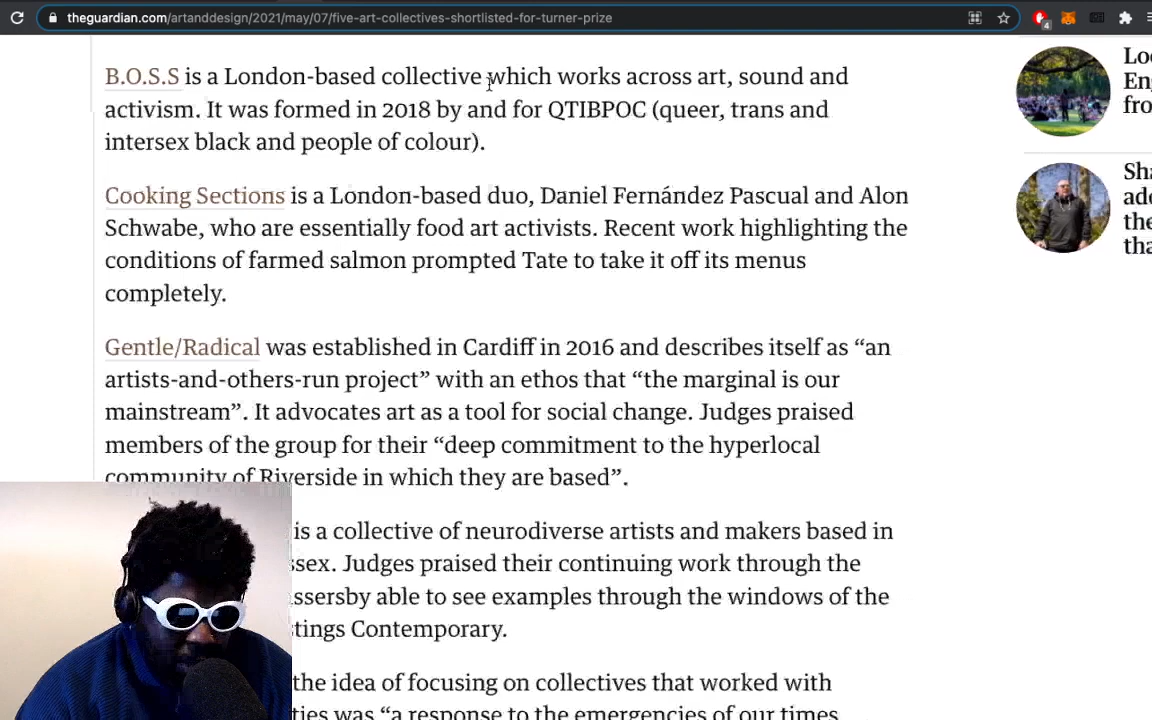 theguardian.com/artanddesign/2021/may/07/five-art-collectives-shortlisted-for-turner-prize
4
B.O.S.S is a London-based collective which works across art, sound and
activism. It was formed in 2018 by and for QTIBPOC (queer, trans and
intersex black and people of colour).
Cooking Sections is a London-based duo, Daniel Fernández Pascual and Alon
Schwabe, who are essentially food art activists. Recent work highlighting the
conditions of farmed salmon prompted Tate to take it off its menus
completely.
Gentle/Radical was established in Cardiff in 2016 and describes itself as “an
artists-and-others-run project” with an ethos that “the marginal is our
mainstream”. It advocates art as a tool for social change. Judges praised
members of the group for their “deep commitment to the hyperlocal
community of Riverside in which they are based”.
is a collective of neurodiverse artists and makers based in
ssex. Judges praised their continuing work through the
ssersby able to see examples through the windows of the
tings Contemporary.
the idea of focusing on collectives that worked with
ties was “a response to the emergencies of our times
Loc
Eng
fro
Sha
ado
the
tha